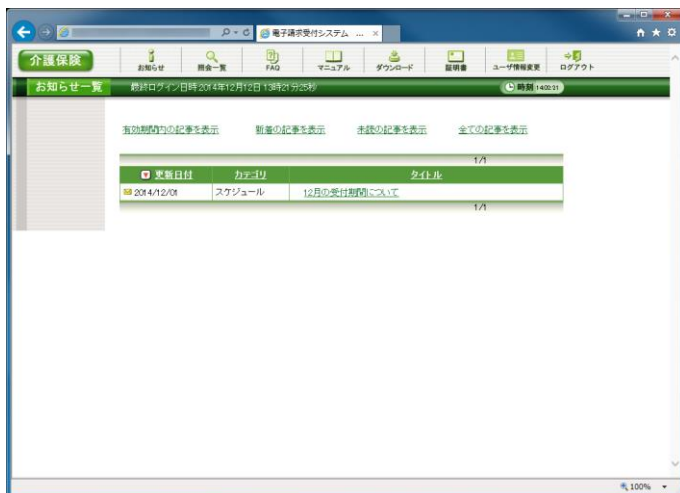 電子請求受付システム ...
介護保険
お知らせ
照会一覧
FAQ
マニュアル
ダウンロード
証明書
ユーザ情報変更
ログアウト
お知らせ一覧
最終ログイン日時 2014年12月12日 13時21分25秒
時刻 14:02:21
有効期間内の記事を表示
新着の記事を表示
未読の記事を表示
全ての記事を表示
1/1
更新日付
カテゴリ
タイトル
2014/12/01
スケジュール
12月の受付期間について
1/1
100%